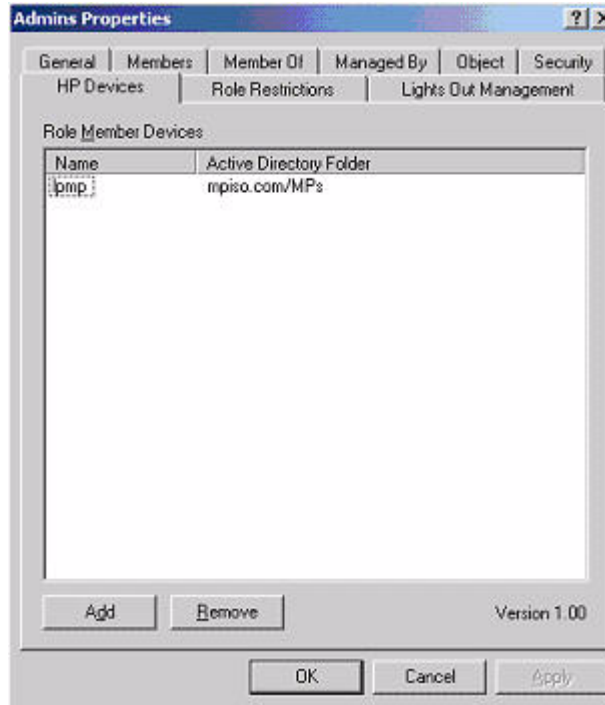 Admins Properties
General Members Member Of Managed By Object Security
HP Devices Role Restrictions Lights Out Management
Role Member Devices
Name Active Directory Folder
lpmp mpiso.com/MPs
Add Remove Version 1.00
OK Cancel Apply